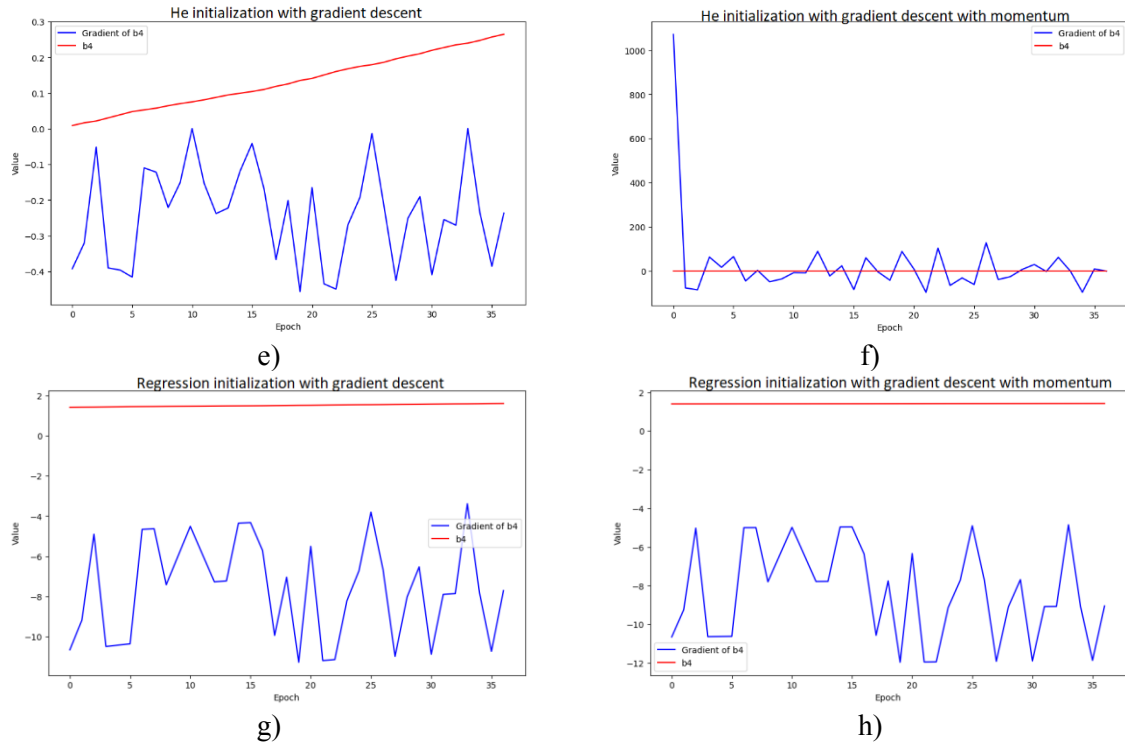 He initialization with gradient descent
0.3
0.2
0.1
0.0
−0.1
−0.2
−0.3
−0.4
Value
Gradient of b4
b4
0
5
10
15
20
25
30
35
Epoch
e)
He initialization with gradient descent with momentum
1000
800
600
400
200
0
Value
Gradient of b4
b4
0
5
10
15
20
25
30
35
Epoch
f)
Regression initialization with gradient descent
2
0
−2
−4
−6
−8
−10
Value
Gradient of b4
b4
0
5
10
15
20
25
30
35
Epoch
g)
Regression initialization with gradient descent with momentum
2
0
−2
−4
−6
−8
−10
−12
Value
Gradient of b4
b4
0
5
10
15
20
25
30
35
Epoch
h)